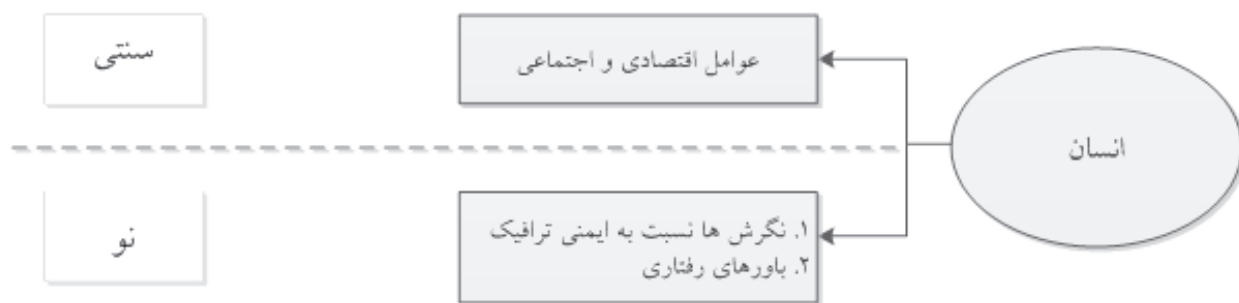 انسان
عوامل اقتصادی و اجتماعی
سنتی
۱. نگرش ها نسبت به ایمنی ترافیک
۲. باورهای رفتاری
نو